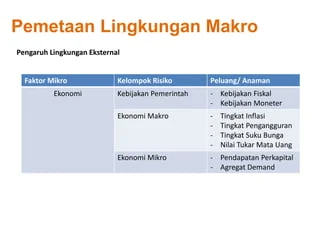 Pemetaan Lingkungan Makro
Pengaruh Lingkungan Eksternal
Faktor Mikro Kelompok Risiko Peluang/ Anaman
Ekonomi Kebijakan Pemerintah - Kebijakan Fiskal
- Kebijakan Moneter
Ekonomi Makro - Tingkat Inflasi
- Tingkat Pengangguran
- Tingkat Suku Bunga
- Nilai Tukar Mata Uang
Ekonomi Mikro - Pendapatan Perkapital
- Agregat Demand